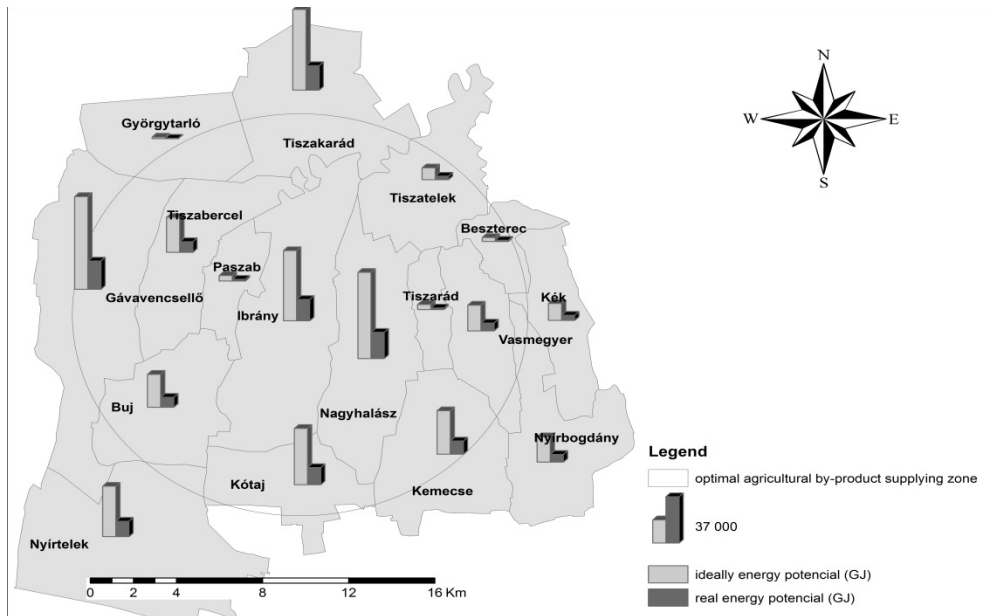 N
W
E
S
Györgytarló
Tiszakarád
Tiszatelek
Tiszabercel
Beszterec
Paszab
Gávavencsellő
Ibrány
Tiszarád
Kék
Vasmegyer
Buj
Nagyhalász
Nyírbogdány
Kótaj
Kemecse
Nyírtelek
0 2 4 8 12 16 Km
Legend
optimal agricultural by-product supplying zone
37 000
ideally energy potencial (GJ)
real energy potencial (GJ)